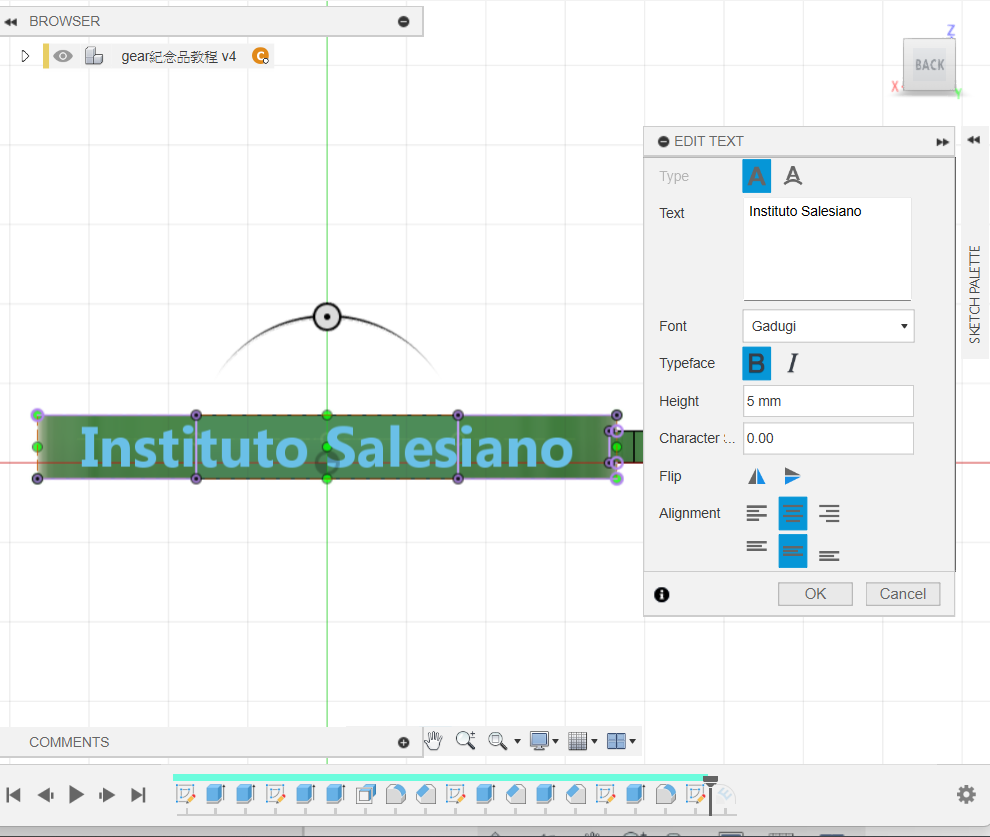 BROWSER
gear紀念品教程 v4
Z
BACK
X
Y
EDIT TEXT
Type
Text
Instituto Salesiano
SKETCH PALETTE
Font
Gadugi
Typeface
B I
Height
5 mm
Character :...
0.00
Flip
Alignment
OK
Cancel
Instituto Salesiano
COMMENTS